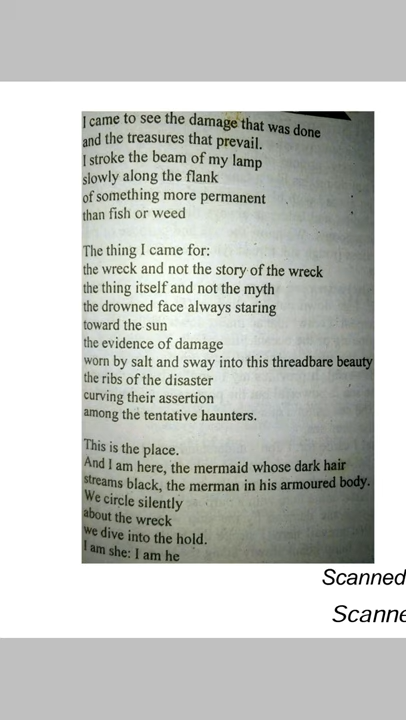 I came to see the damage that was done
and the treasures that prevail.
I stroke the beam of my lamp
slowly along the flank
of something more permanent
than fish or weed
The thing I came for:
the wreck and not the story of the wreck
the thing itself and not the myth
the drowned face always staring
toward the sun
the evidence of damage
worn by salt and sway into this threadbare beauty
the ribs of the disaster
curving their assertion
among the tentative haunters.
This is the place.
And I am here, the mermaid whose dark hair
streams black, the merman in his armoured body.
We circle silently
about the wreck
we dive into the hold.
I am she: I am he
Scanned
Scanne